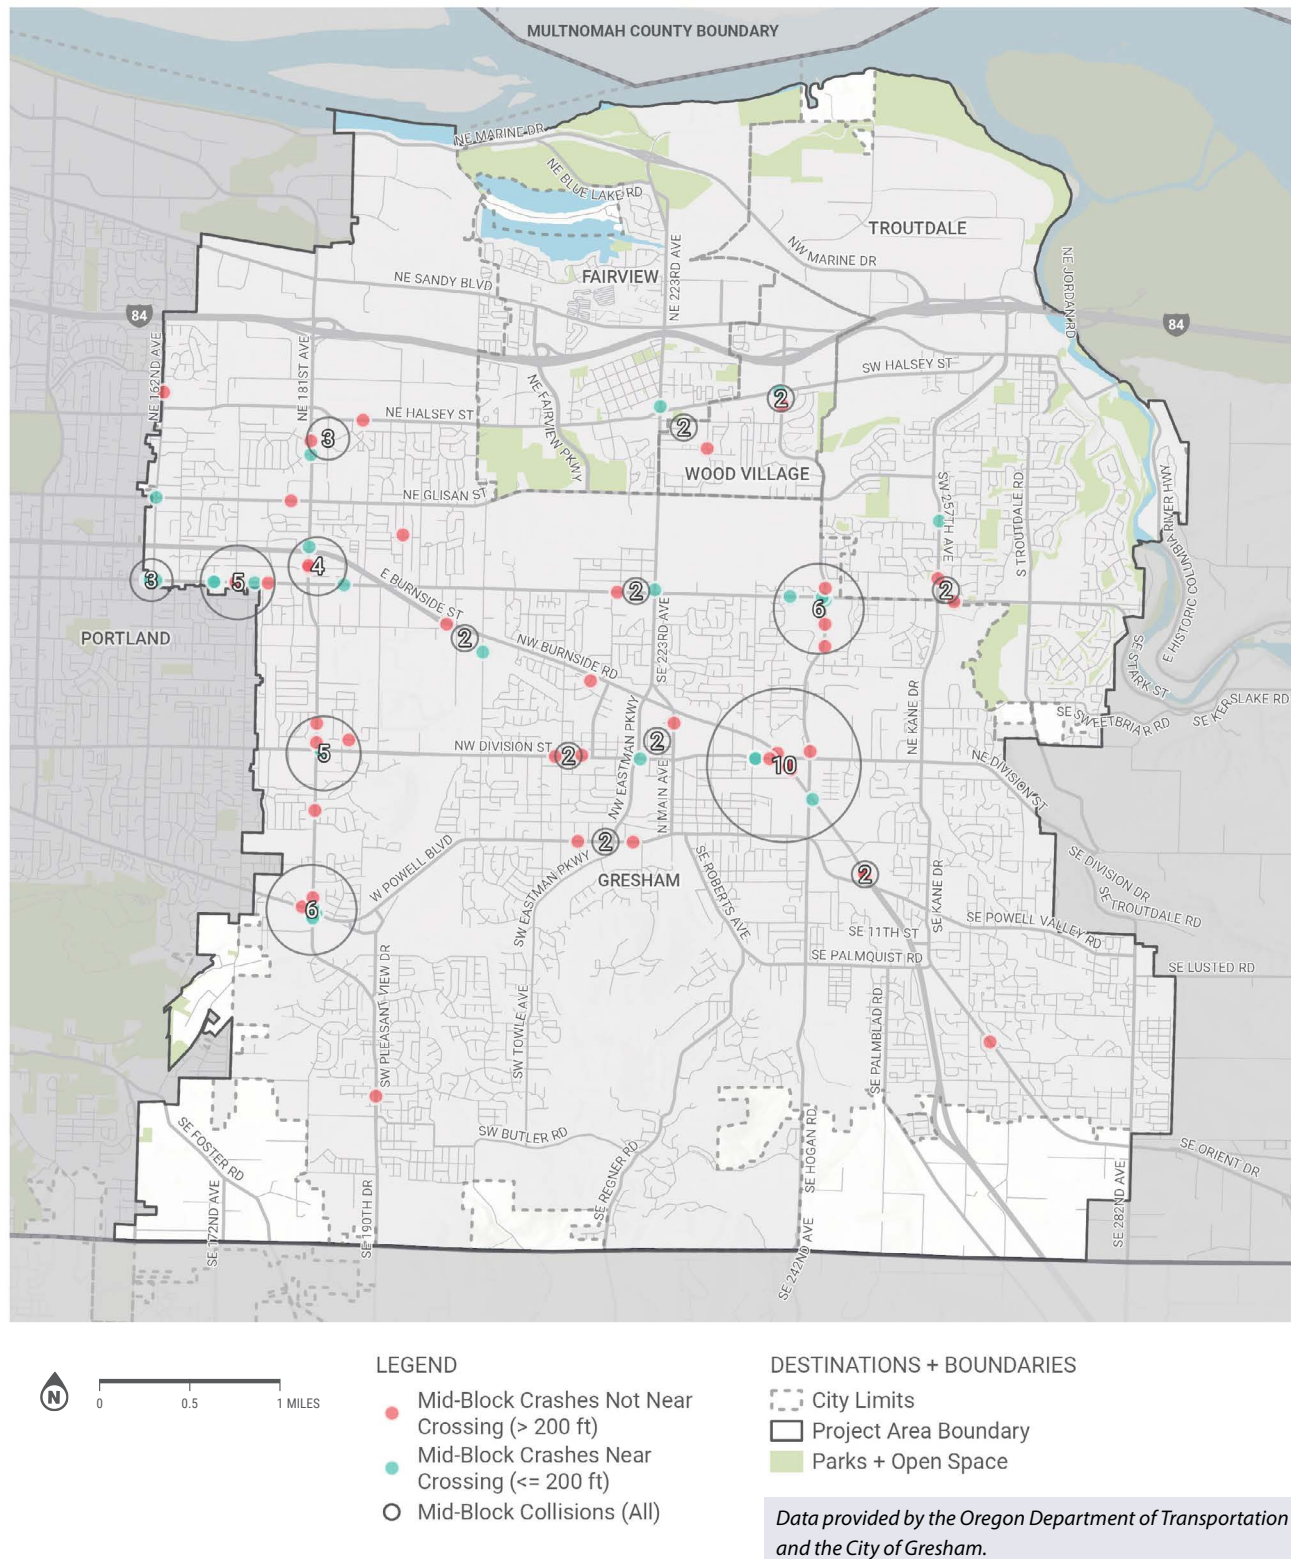 MULTNOMAH COUNTY BOUNDARY
NE MARINE DR
NE BLUE LAKE RD
TROUTDALE
NW MARINE DR
NE 223RD AVE
NE JORDAN RD
FAIRVIEW
NE SANDY BLVD
84
84
NE 162ND AVE
NE 181ST AVE
SW HALSEY ST
NE FAIRVIEW PKWY
NE HALSEY ST
2
2
3
WOOD VILLAGE
NE GLISAN ST
SW 257TH AVE
S TROUTDALE RD
E HISTORIC COLUMBIA RIVER HWY
3
5
4
E BURNSIDE ST
2
6
2
PORTLAND
2
NW BURNSIDE RD
SE 223RD AVE
SE STARK ST
SE KERSLAKE RD
SE SWEETBRIAR RD
NE KANE DR
5
NW DIVISION ST
2
2
NW EASTMAN PKWY
N MAIN AVE
10
NE DIVISION ST
W POWELL BLVD
2
GRESHAM
SW EASTMAN PKWY
SE ROBERTS AVE
2
SE KANE DR
SE DIVISION DR
SE TROUTDALE RD
6
SE POWELL VALLEY RD
SE 11TH ST
SE PALMQUIST RD
SE LUSTED RD
SW PLEASANT VIEW DR
SW TOWLE AVE
SE PALMBLAD RD
SE FOSTER RD
SW BUTLER RD
SE REGNER RD
SE HOGAN RD
SE ORIENT DR
SE 172ND AVE
SE 190TH DR
SE 242ND AVE
SE 282ND AVE
N
0 0.5 1 MILES
LEGEND
Mid-Block Crashes Not Near
Crossing (> 200 ft)
Mid-Block Crashes Near
Crossing (<= 200 ft)
Mid-Block Collisions (All)
DESTINATIONS + BOUNDARIES
City Limits
Project Area Boundary
Parks + Open Space
Data provided by the Oregon Department of Transportation
and the City of Gresham.